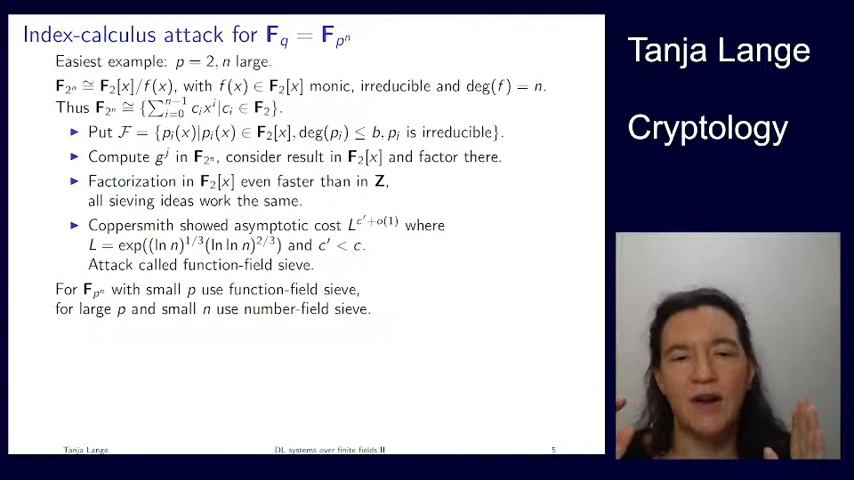 Index-calculus attack for F_q = F_{p^n}
Easiest example: p = 2, n large.
F_{2^n} ≅ F_2[x]/f(x), with f(x) ∈ F_2[x] monic, irreducible and deg(f) = n.
Thus F_{2^n} ≅ {∑_{i=0}^{n−1} c_i x^i | c_i ∈ F_2}.
▶ Put 𝓕 = {p_i(x)|p_i(x) ∈ F_2[x], deg(p_i) ≤ b, p_i is irreducible}.
▶ Compute g^j in F_{2^n}, consider result in F_2[x] and factor there.
▶ Factorization in F_2[x] even faster than in Z,
all sieving ideas work the same.
▶ Coppersmith showed asymptotic cost L^{c′+o(1)} where
L = exp((ln n)^{1/3}(ln ln n)^{2/3}) and c′ < c.
Attack called function-field sieve.
For F_{p^n} with small p use function-field sieve,
for large p and small n use number-field sieve.
Tanja Lange DL systems over finite fields II 5
Tanja Lange
Cryptology